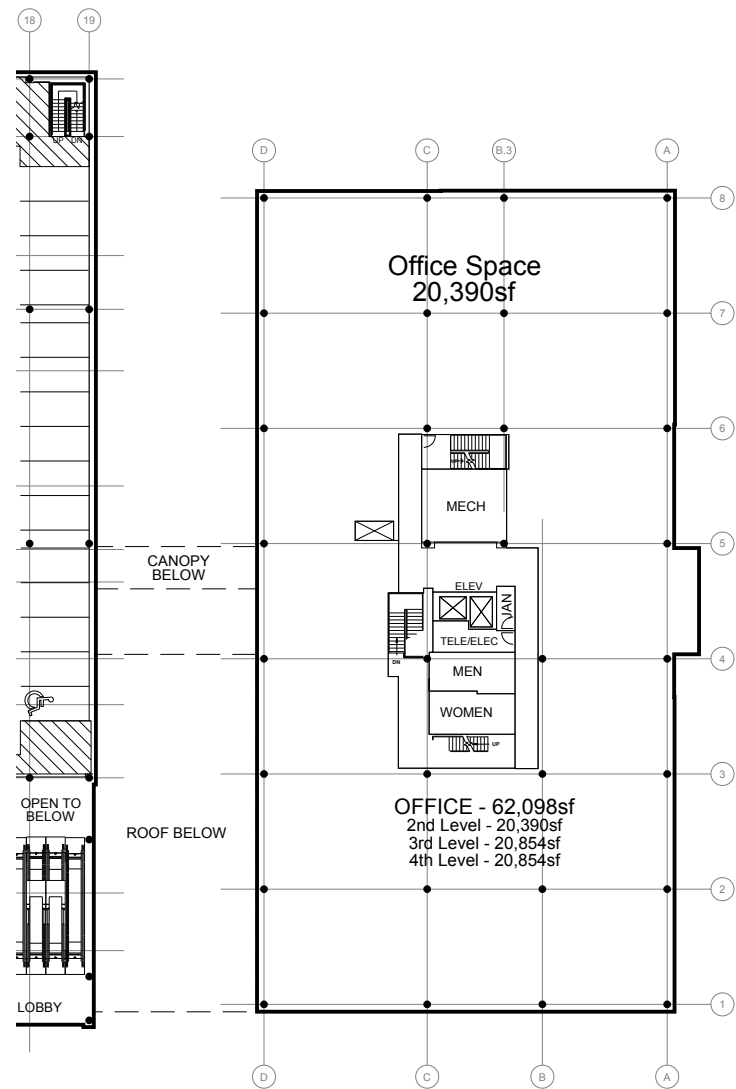 18
19
UP DN
D
C
B.3
A
8
Office Space
20,390sf
7
6
UP
MECH
5
CANOPY
BELOW
ELEV
JAN
TELE/ELEC
DN
MEN
4
WOMEN
UP
3
OPEN TO
BELOW
ROOF BELOW
OFFICE - 62,098sf
2nd Level - 20,390sf
3rd Level - 20,854sf
4th Level - 20,854sf
2
LOBBY
1
D
C
B
A